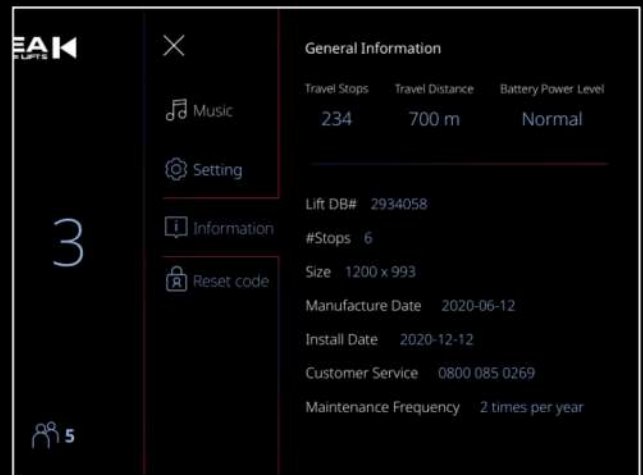 EAK
LIFTS
3
5
Music
Setting
Information
Reset code
General Information
Travel Stops Travel Distance Battery Power Level
234 700 m Normal
Lift DB# 2934058
#Stops 6
Size 1200 x 993
Manufacture Date 2020-06-12
Install Date 2020-12-12
Customer Service 0800 085 0269
Maintenance Frequency 2 times per year